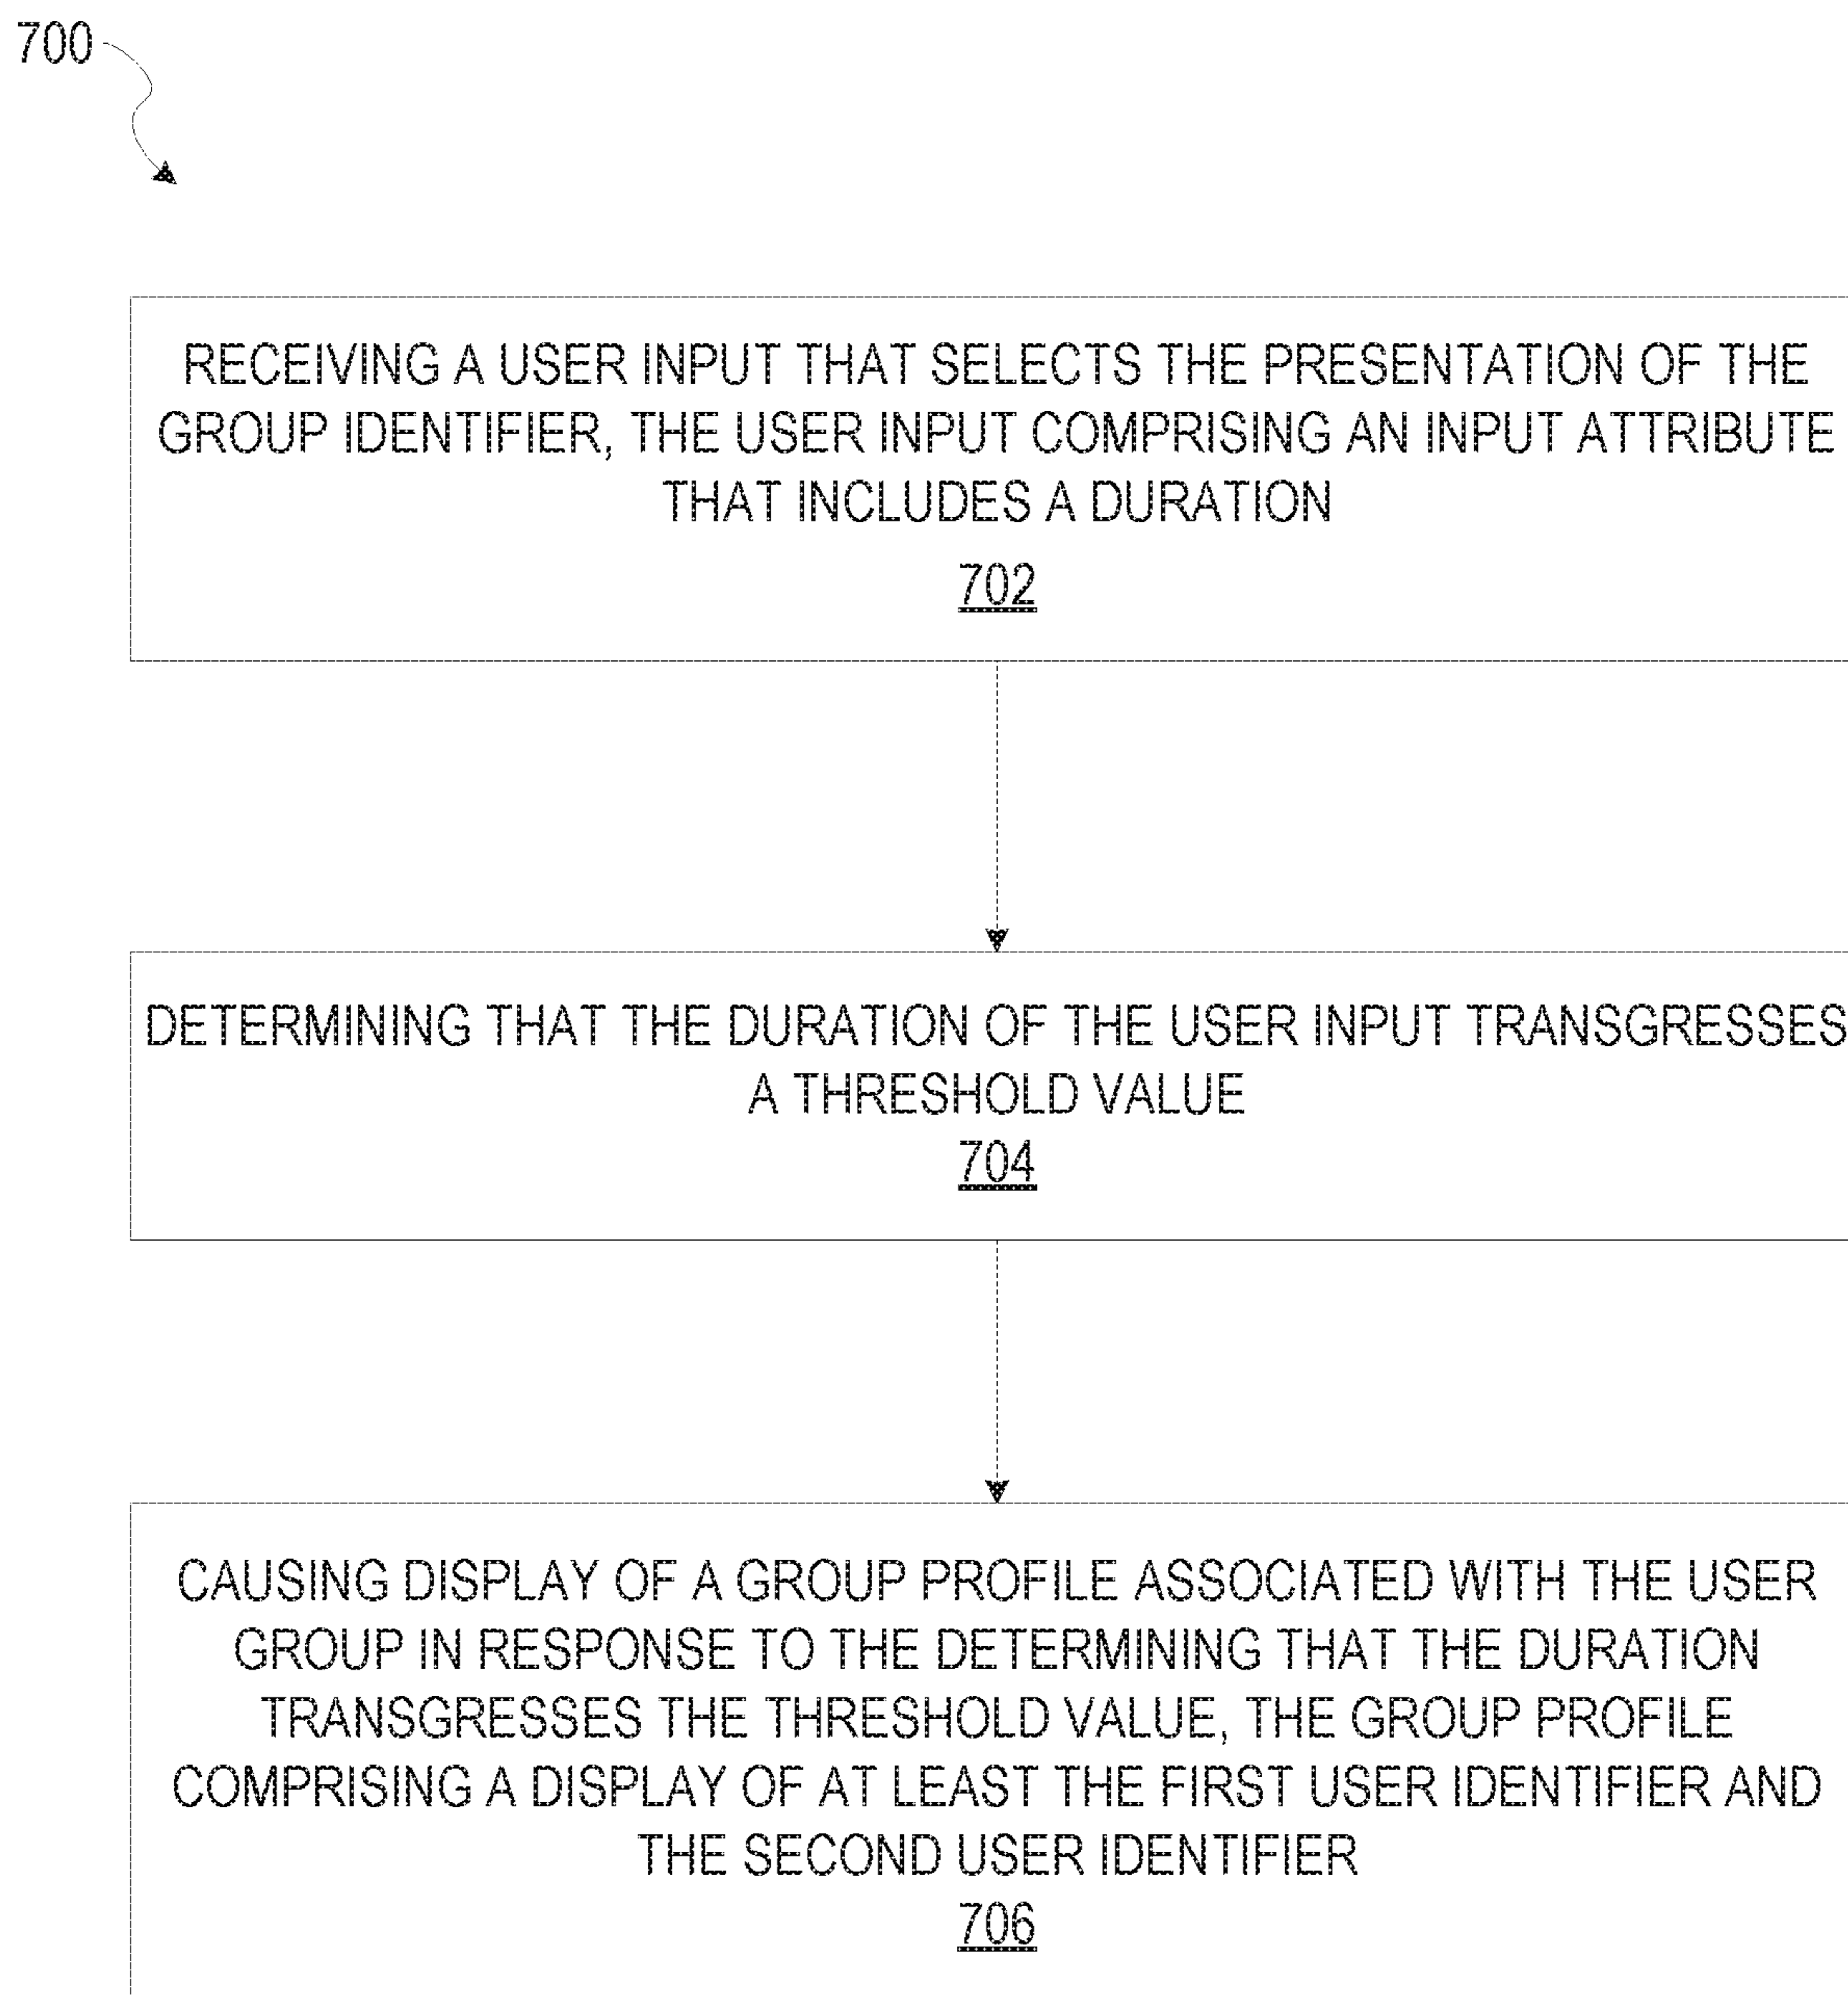 700
RECEIVING A USER INPUT THAT SELECTS THE PRESENTATION OF THE
GROUP IDENTIFIER, THE USER INPUT COMPRISING AN INPUT ATTRIBUTE
THAT INCLUDES A DURATION
702
DETERMINING THAT THE DURATION OF THE USER INPUT TRANSGRESSES
A THRESHOLD VALUE
704
CAUSING DISPLAY OF A GROUP PROFILE ASSOCIATED WITH THE USER
GROUP IN RESPONSE TO THE DETERMINING THAT THE DURATION
TRANSGRESSES THE THRESHOLD VALUE, THE GROUP PROFILE
COMPRISING A DISPLAY OF AT LEAST THE FIRST USER IDENTIFIER AND
THE SECOND USER IDENTIFIER
706